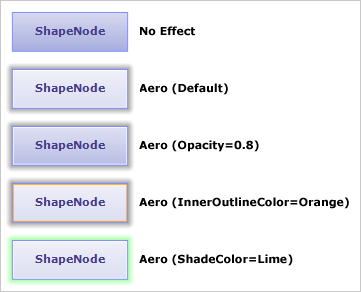 ShapeNode No Effect
ShapeNode Aero (Default)
ShapeNode Aero (Opacity=0.8)
ShapeNode Aero (InnerOutlineColor=Orange)
ShapeNode Aero (ShadeColor=Lime)